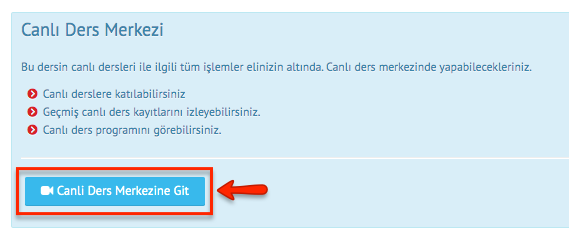 Canlı Ders Merkezi
Bu dersin canlı dersleri ile ilgili tüm işlemler elinizin altında. Canlı ders merkezinde yapabilecekleriniz.
Canlı derslere katılabilirsiniz
Geçmiş canlı ders kayıtlarını izleyebilirsiniz.
Canlı ders programını görebilirsiniz.
Canli Ders Merkezine Git